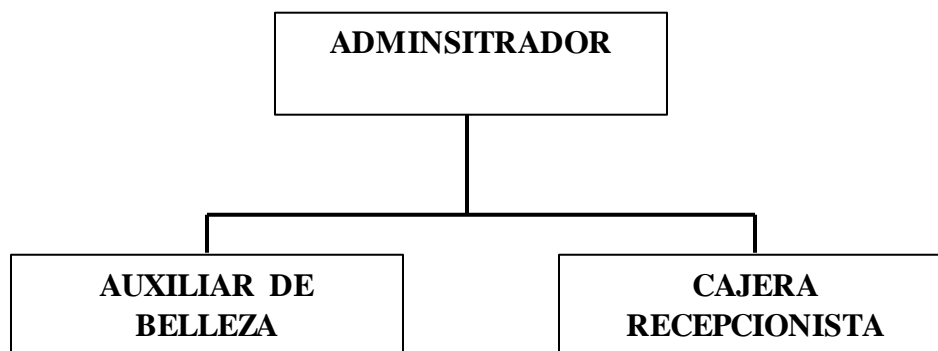 ADMINSITRADOR
AUXILIAR DE
BELLEZA
CAJERA
RECEPCIONISTA